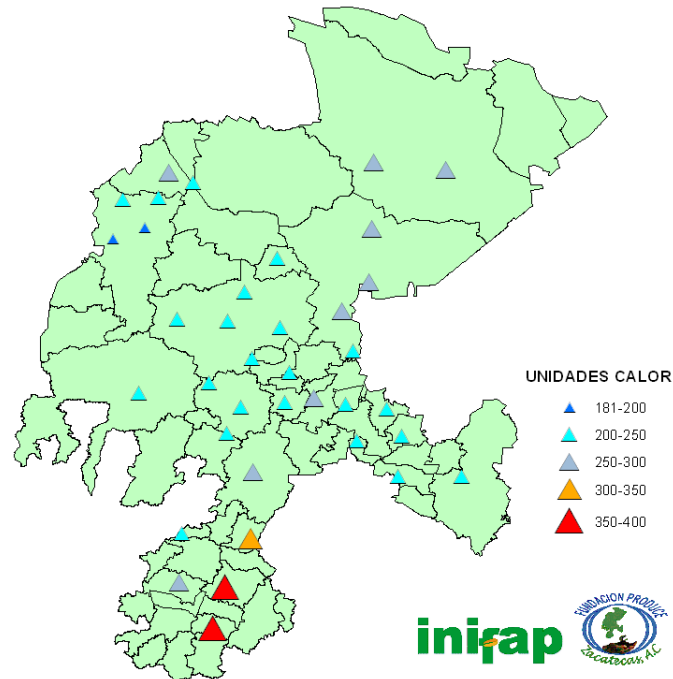 UNIDADES CALOR
181-200
200-250
250-300
300-350
350-400
inifap
FUNDACION PRODUCE
Zacatecas, A.C